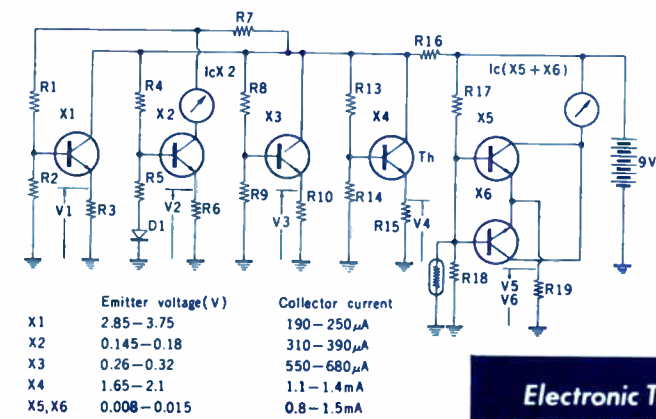 R7
R16
R1
R4
IcX2
R8
R13
R17
Ic(X5+X6)
X1
X2
X3
X4
X5
Th
9V
R2
R5
R9
R14
X6
V1
R3
D1
V2
R6
V3
R10
R15
V4
R18
V5
V6
R19
Emitter voltage(V) Collector current
X1 2.85–3.75 190–250μA
X2 0.145–0.18 310–390μA
X3 0.26–0.32 550–680μA
X4 1.65–2.1 1.1–1.4mA
X5,X6 0.008–0.015 0.8–1.5mA
Electronic T